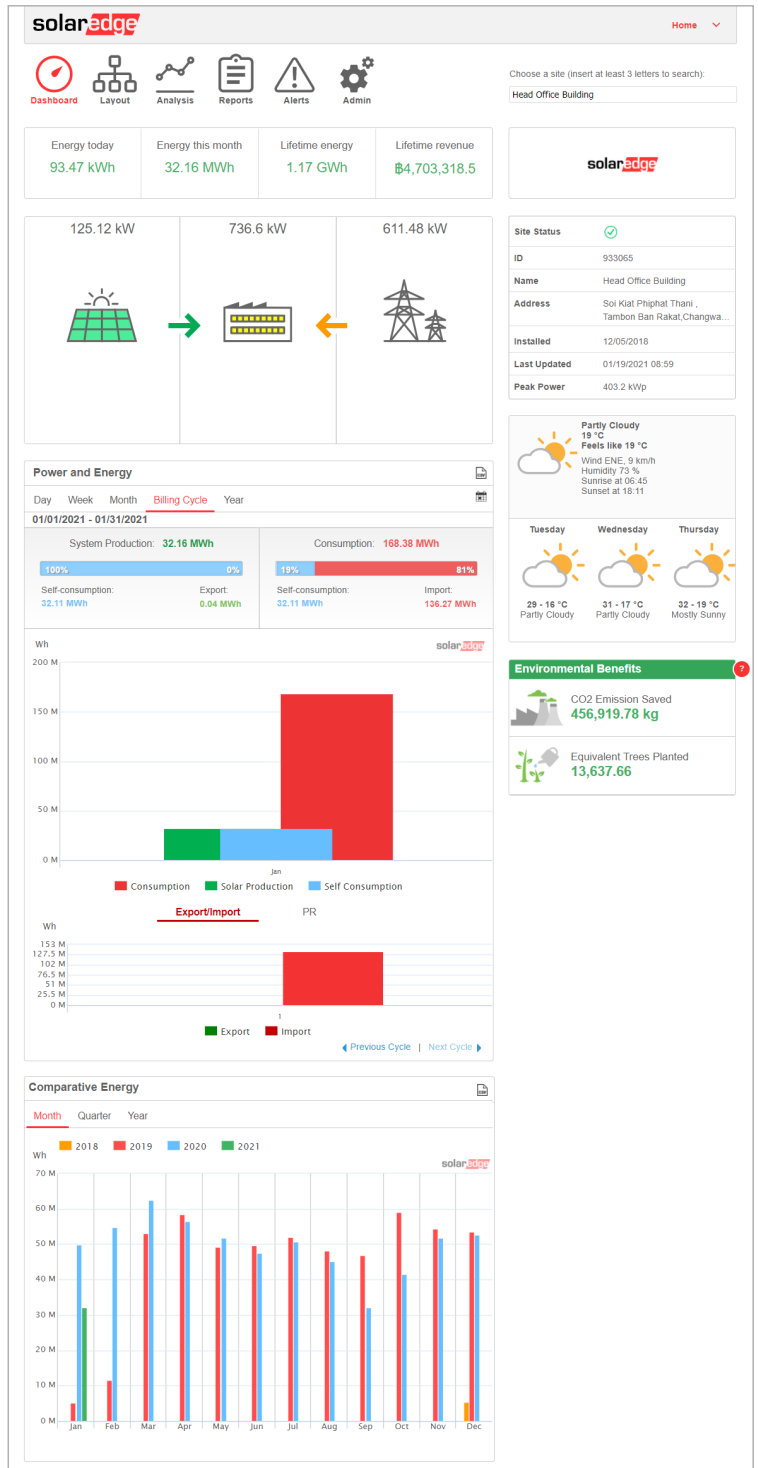 solaredge
Home
Dashboard Layout Analysis Reports Alerts Admin
Choose a site (insert at least 3 letters to search):
Head Office Building
Energy today Energy this month Lifetime energy Lifetime revenue
93.47 kWh 32.16 MWh 1.17 GWh ฿4,703,318.5
solaredge
125.12 kW 736.6 kW 611.48 kW
Site Status
ID 933065
Name Head Office Building
Address Soi Kiat Phiphat Thani ,
Tambon Ban Rakat,Changwa...
Installed 12/05/2018
Last Updated 01/19/2021 08:59
Peak Power 403.2 kWp
Partly Cloudy
19 °C
Feels like 19 °C
Wind ENE, 9 km/h
Humidity 73 %
Sunrise at 06:45
Sunset at 18:11
Tuesday Wednesday Thursday
29 - 16 °C 31 - 17 °C 32 - 19 °C
Partly Cloudy Partly Cloudy Mostly Sunny
Environmental Benefits ?
CO2 Emission Saved
456,919.78 kg
Equivalent Trees Planted
13,637.66
Power and Energy
Day Week Month Billing Cycle Year
01/01/2021 - 01/31/2021
System Production: 32.16 MWh Consumption: 168.38 MWh
100% 0% 19% 81%
Self-consumption: Export: Self-consumption: Import:
32.11 MWh 0.04 MWh 32.11 MWh 136.27 MWh
Wh
solaredge
200 M
150 M
100 M
50 M
0 M
Jan
Consumption Solar Production Self Consumption
Export/Import PR
Wh
153 M
127.5 M
102 M
76.5 M
51 M
25.5 M
0 M
1
Export Import
Previous Cycle | Next Cycle
Comparative Energy
Month Quarter Year
2018 2019 2020 2021
Wh
solaredge
70 M
60 M
50 M
40 M
30 M
20 M
10 M
0 M
Jan Feb Mar Apr May Jun Jul Aug Sep Oct Nov Dec